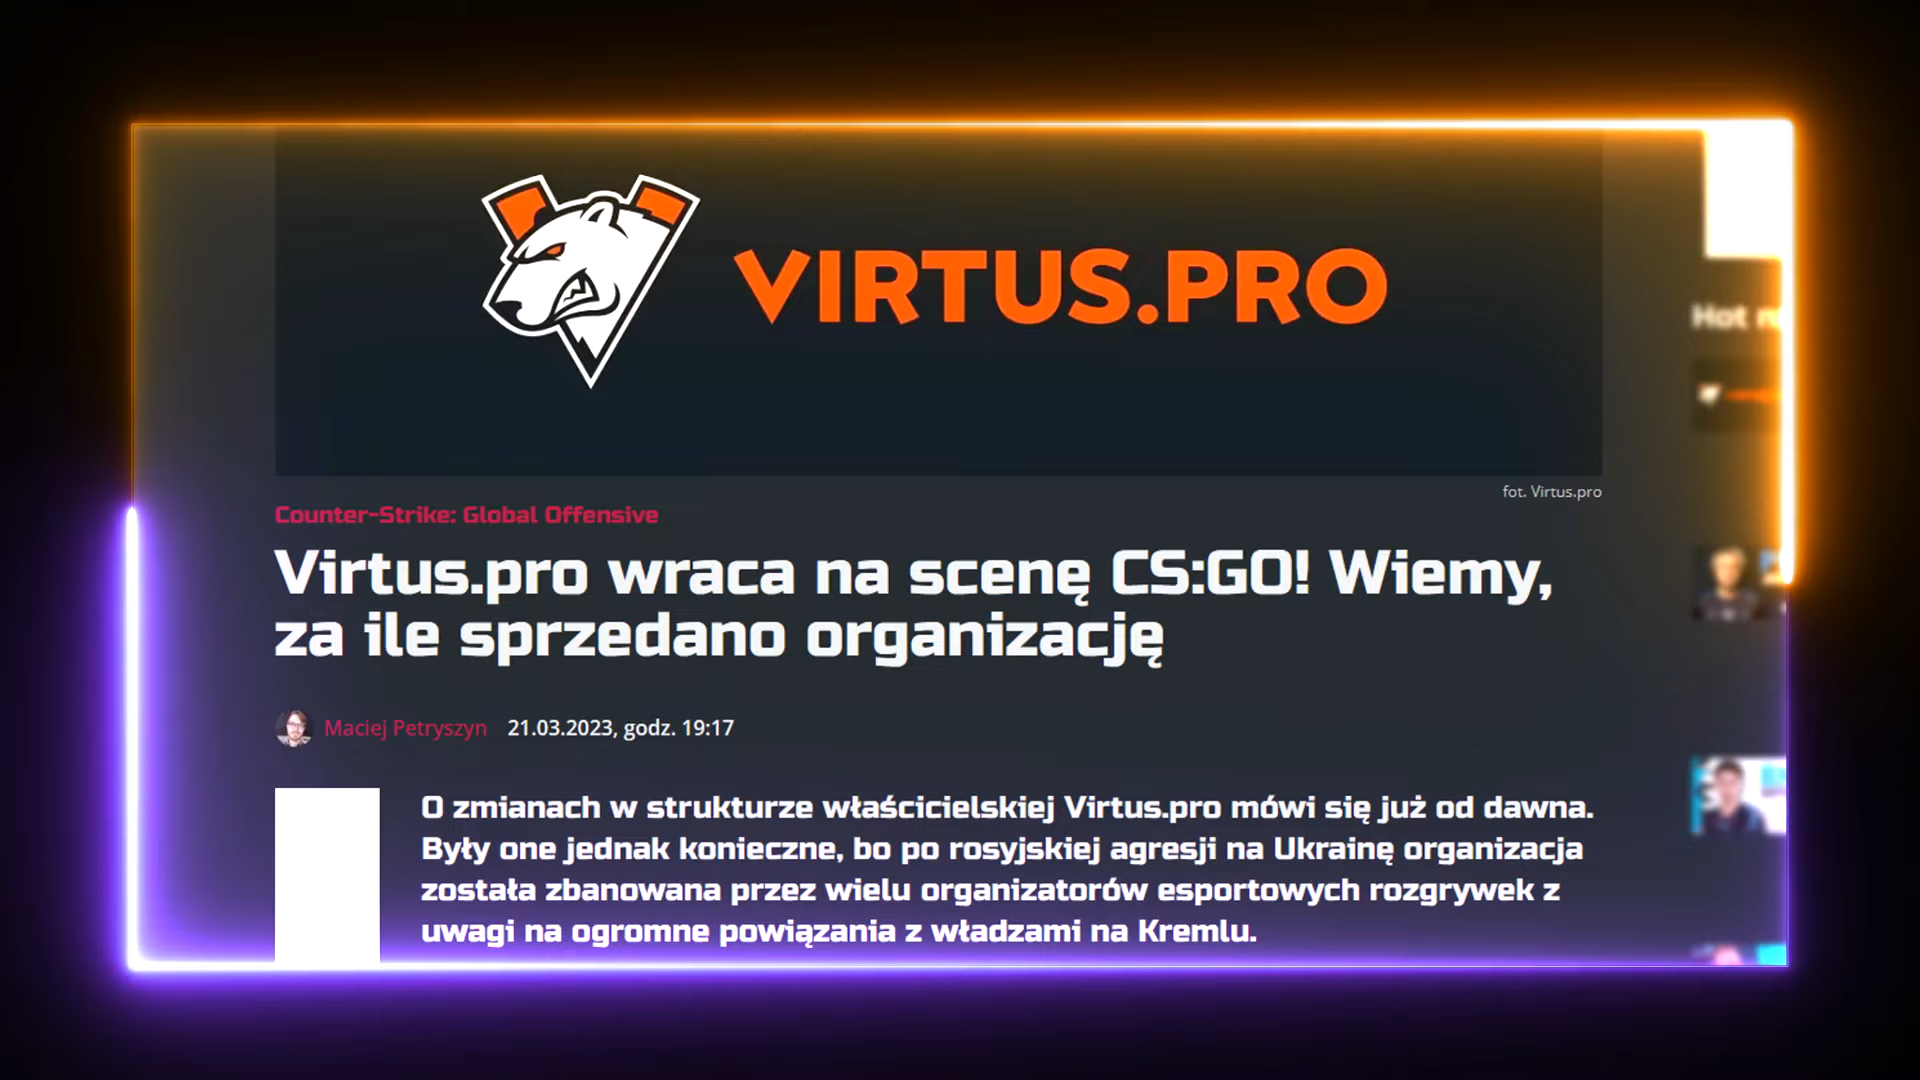 VIRTUS.PRO
fot. Virtus.pro
Counter-Strike: Global Offensive
Virtus.pro wraca na scenę CS:GO! Wiemy,
za ile sprzedano organizację
Maciej Petryszyn 21.03.2023, godz. 19:17
O zmianach w strukturze właścicielskiej Virtus.pro mówi się już od dawna.
Były one jednak konieczne, bo po rosyjskiej agresji na Ukrainę organizacja
została zbanowana przez wielu organizatorów esportowych rozgrywek z
uwagi na ogromne powiązania z władzami na Kremlu.
Hot